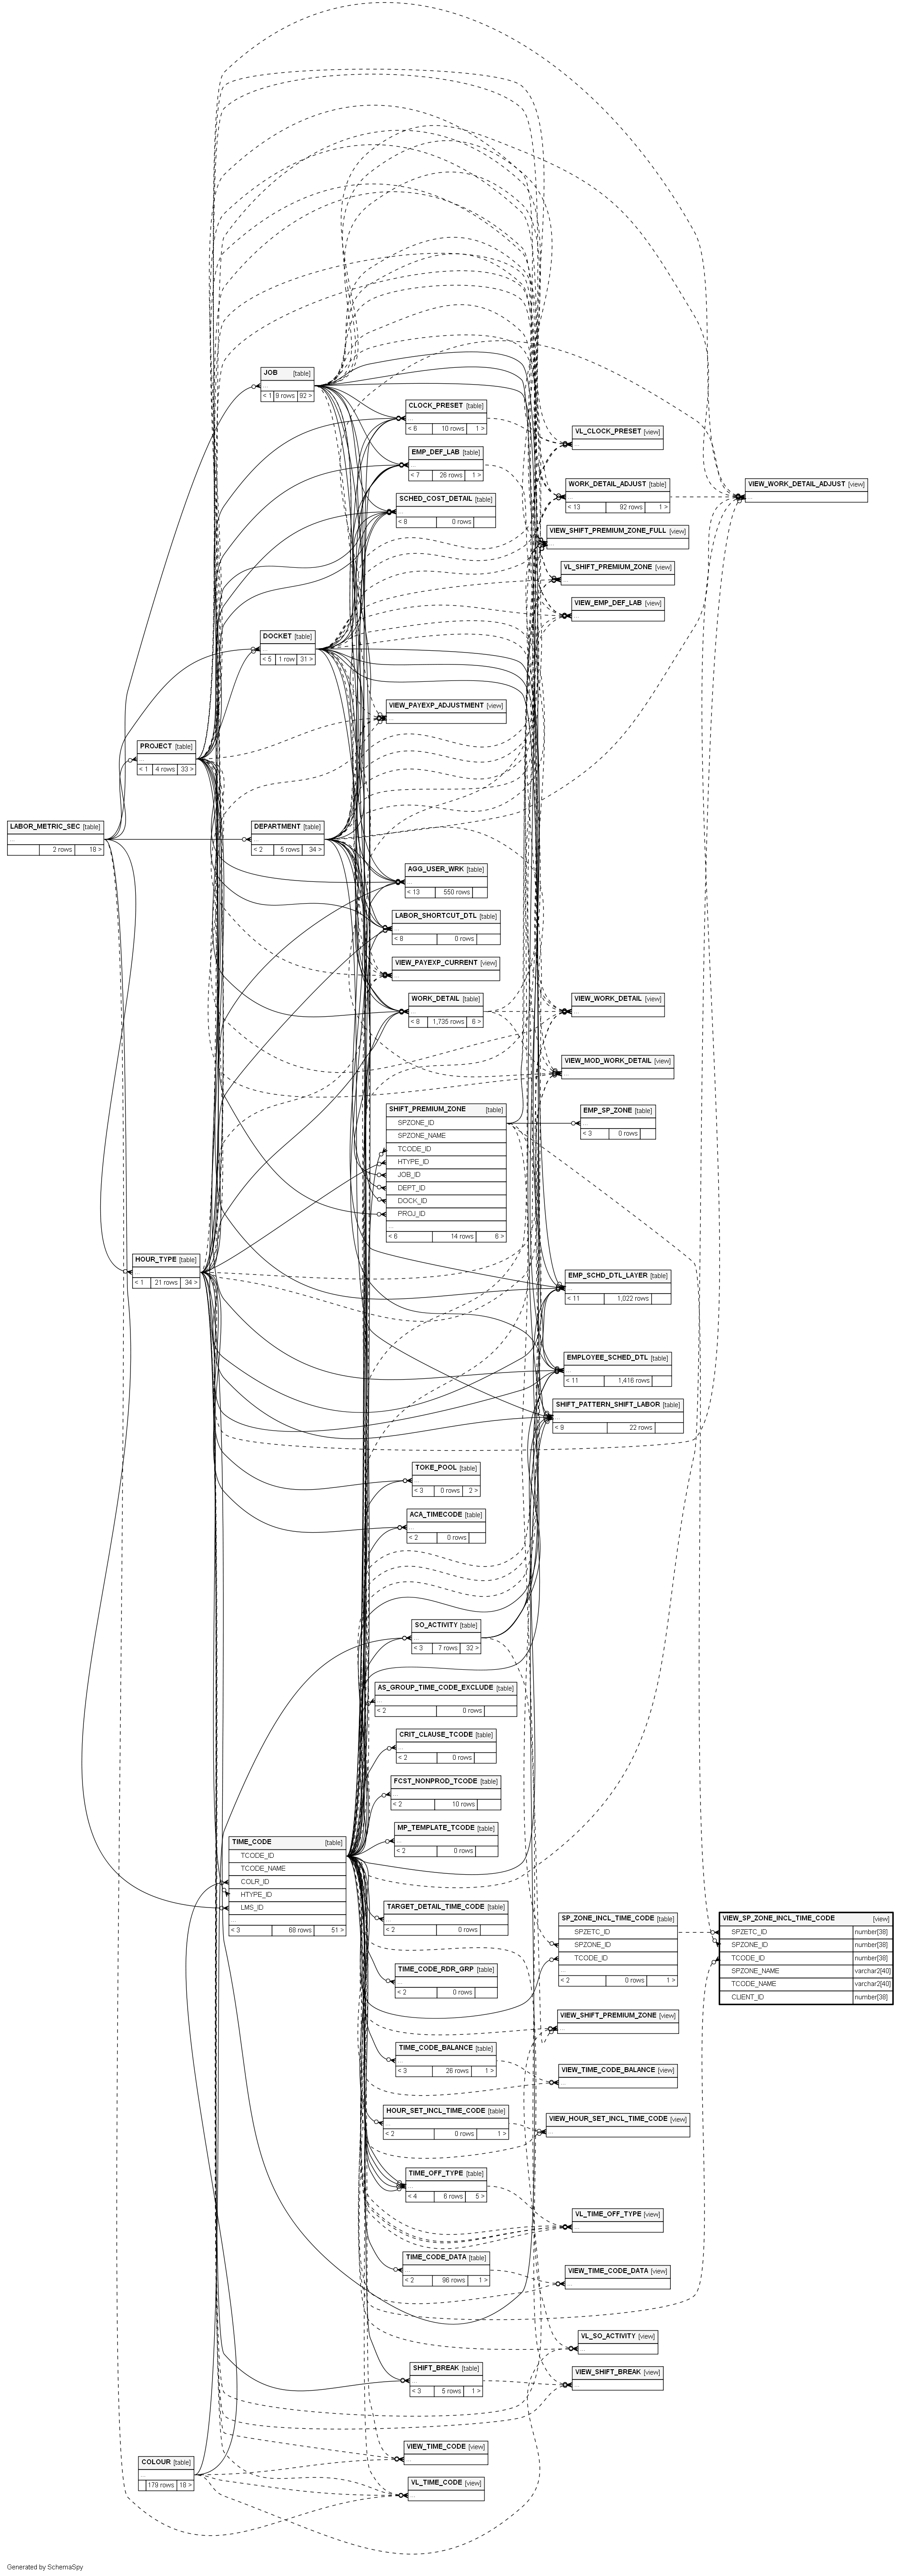 JOB [table]
...
< 1 9 rows 92 >
CLOCK_PRESET [table]
...
< 6 10 rows 1 >
VL_CLOCK_PRESET [view]
...
EMP_DEF_LAB [table]
...
< 7 26 rows 1 >
WORK_DETAIL_ADJUST [table]
...
< 13 92 rows 1 >
VIEW_WORK_DETAIL_ADJUST [view]
...
SCHED_COST_DETAIL [table]
...
< 8 0 rows
VIEW_SHIFT_PREMIUM_ZONE_FULL [view]
...
VL_SHIFT_PREMIUM_ZONE [view]
...
VIEW_EMP_DEF_LAB [view]
...
DOCKET [table]
...
< 5 1 row 31 >
VIEW_PAYEXP_ADJUSTMENT [view]
...
PROJECT [table]
...
< 1 4 rows 33 >
LABOR_METRIC_SEC [table]
...
2 rows 18 >
DEPARTMENT [table]
...
< 2 5 rows 34 >
AGG_USER_WRK [table]
...
< 13 550 rows
LABOR_SHORTCUT_DTL [table]
...
< 8 0 rows
VIEW_PAYEXP_CURRENT [view]
...
WORK_DETAIL [table]
...
< 8 1,735 rows 6 >
VIEW_WORK_DETAIL [view]
...
VIEW_MOD_WORK_DETAIL [view]
...
SHIFT_PREMIUM_ZONE [table]
SPZONE_ID
SPZONE_NAME
TCODE_ID
HTYPE_ID
JOB_ID
DEPT_ID
DOCK_ID
PROJ_ID
...
< 6 14 rows 6 >
EMP_SP_ZONE [table]
...
< 3 0 rows
HOUR_TYPE [table]
...
< 1 21 rows 34 >
EMP_SCHD_DTL_LAYER [table]
...
< 11 1,022 rows
EMPLOYEE_SCHED_DTL [table]
...
< 11 1,416 rows
SHIFT_PATTERN_SHIFT_LABOR [table]
...
< 9 22 rows
TOKE_POOL [table]
...
< 3 0 rows 2 >
ACA_TIMECODE [table]
...
< 2 0 rows
SO_ACTIVITY [table]
...
< 3 7 rows 32 >
AS_GROUP_TIME_CODE_EXCLUDE [table]
...
< 2 0 rows
CRIT_CLAUSE_TCODE [table]
...
< 2 0 rows
FCST_NONPROD_TCODE [table]
...
< 2 10 rows
MP_TEMPLATE_TCODE [table]
...
< 2 0 rows
TIME_CODE [table]
TCODE_ID
TCODE_NAME
COLR_ID
HTYPE_ID
LMS_ID
...
< 3 68 rows 51 >
TARGET_DETAIL_TIME_CODE [table]
...
< 2 0 rows
SP_ZONE_INCL_TIME_CODE [table]
SPZETC_ID
SPZONE_ID
TCODE_ID
...
< 2 0 rows 1 >
VIEW_SP_ZONE_INCL_TIME_CODE [view]
SPZETC_ID number[38]
SPZONE_ID number[38]
TCODE_ID number[38]
SPZONE_NAME varchar2[40]
TCODE_NAME varchar2[40]
CLIENT_ID number[38]
TIME_CODE_RDR_GRP [table]
...
< 2 0 rows
VIEW_SHIFT_PREMIUM_ZONE [view]
...
TIME_CODE_BALANCE [table]
...
< 3 26 rows 1 >
VIEW_TIME_CODE_BALANCE [view]
...
HOUR_SET_INCL_TIME_CODE [table]
...
< 2 0 rows 1 >
VIEW_HOUR_SET_INCL_TIME_CODE [view]
...
TIME_OFF_TYPE [table]
...
< 4 6 rows 5 >
VL_TIME_OFF_TYPE [view]
...
TIME_CODE_DATA [table]
...
< 2 96 rows 1 >
VIEW_TIME_CODE_DATA [view]
...
VL_SO_ACTIVITY [view]
...
SHIFT_BREAK [table]
...
< 3 5 rows 1 >
VIEW_SHIFT_BREAK [view]
...
VIEW_TIME_CODE [view]
...
COLOUR [table]
...
179 rows 18 >
VL_TIME_CODE [view]
...
Generated by SchemaSpy